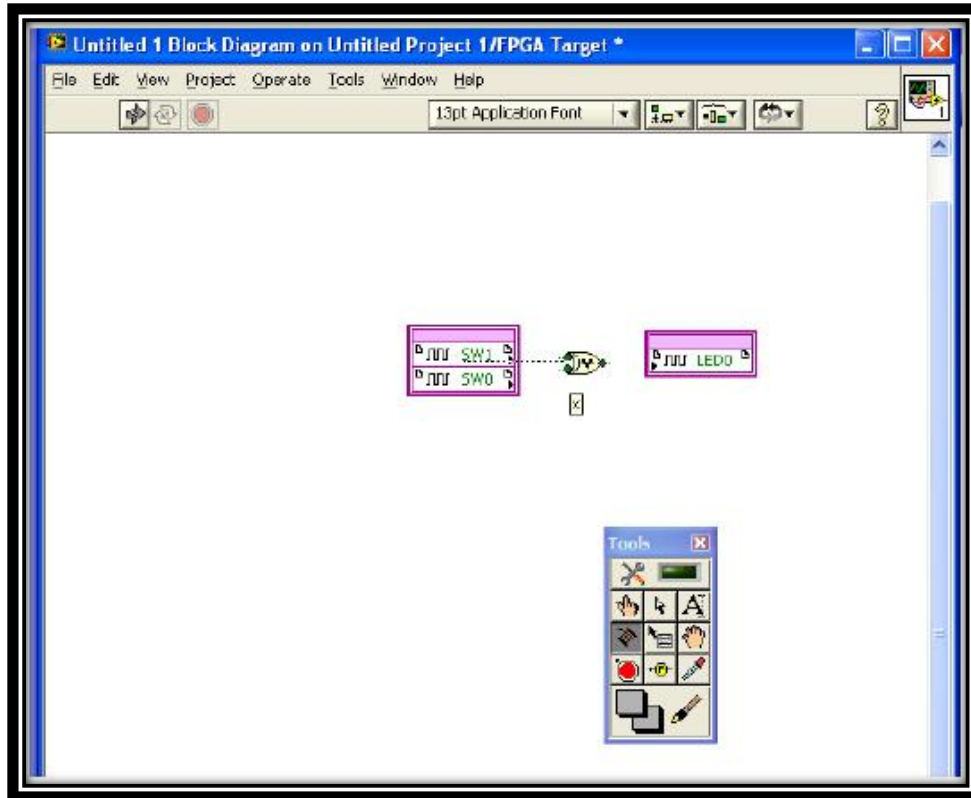 Untitled 1 Block Diagram on Untitled Project 1/FPGA Target *
File Edit View Project Operate Tools Window Help
13pt Application Font
?
1
SW1
SW0
LED0
x
Tools
A